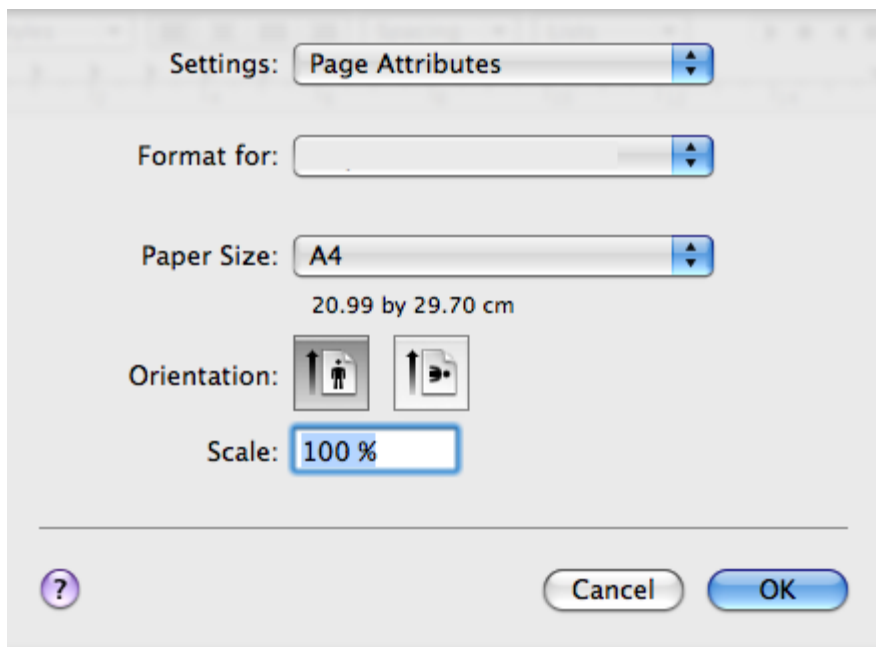 Settings: Page Attributes
Format for:
Paper Size: A4
20.99 by 29.70 cm
Orientation:
Scale: 100 %
? Cancel OK